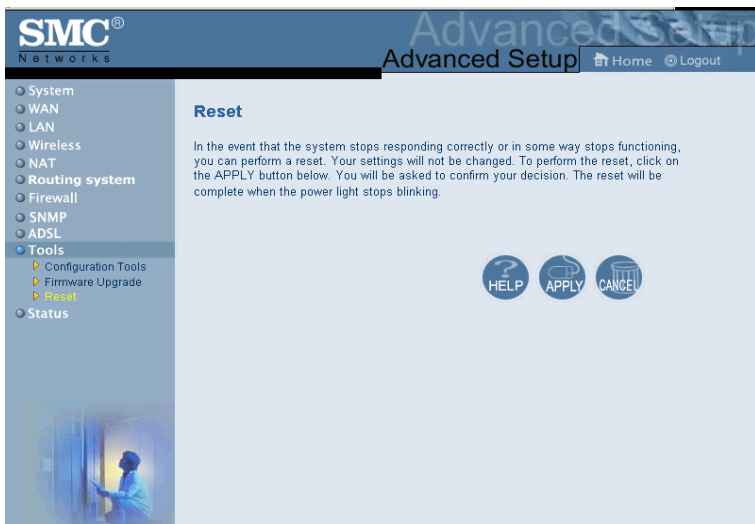 SMC®
Networks
Advanced Setup
Advanced Setup
Home
Logout
System
WAN
LAN
Wireless
NAT
Routing system
Firewall
SNMP
ADSL
Tools
Configuration Tools
Firmware Upgrade
Reset
Status
Reset
In the event that the system stops responding correctly or in some way stops functioning,
you can perform a reset. Your settings will not be changed. To perform the reset, click on
the APPLY button below. You will be asked to confirm your decision. The reset will be
complete when the power light stops blinking.
HELP
APPLY
CANCEL